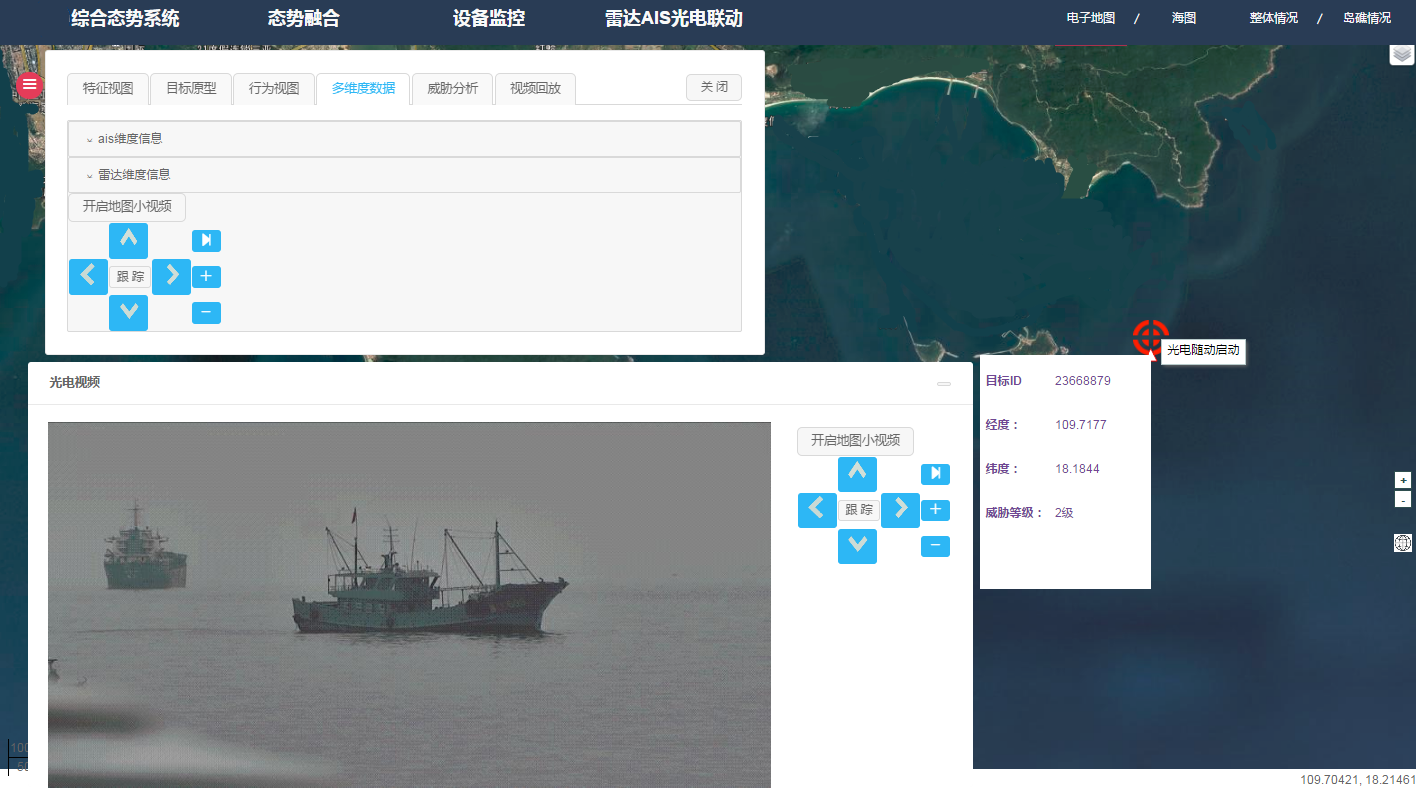 综合态势系统 态势融合 设备监控 雷达AIS光电联动 电子地图 / 海图 整体情况 / 岛礁情况
特征视图 目标原型 行为视图 多维度数据 威胁分析 视频回放 关 闭
ais维度信息
雷达维度信息
开启地图小视频
跟 踪
+
−
光电随动启动
目标ID 23668879
经度： 109.7177
纬度： 18.1844
威胁等级： 2级
光电视频
开启地图小视频
跟 踪
+
−
+
-
100
50
109.70421, 18.21461